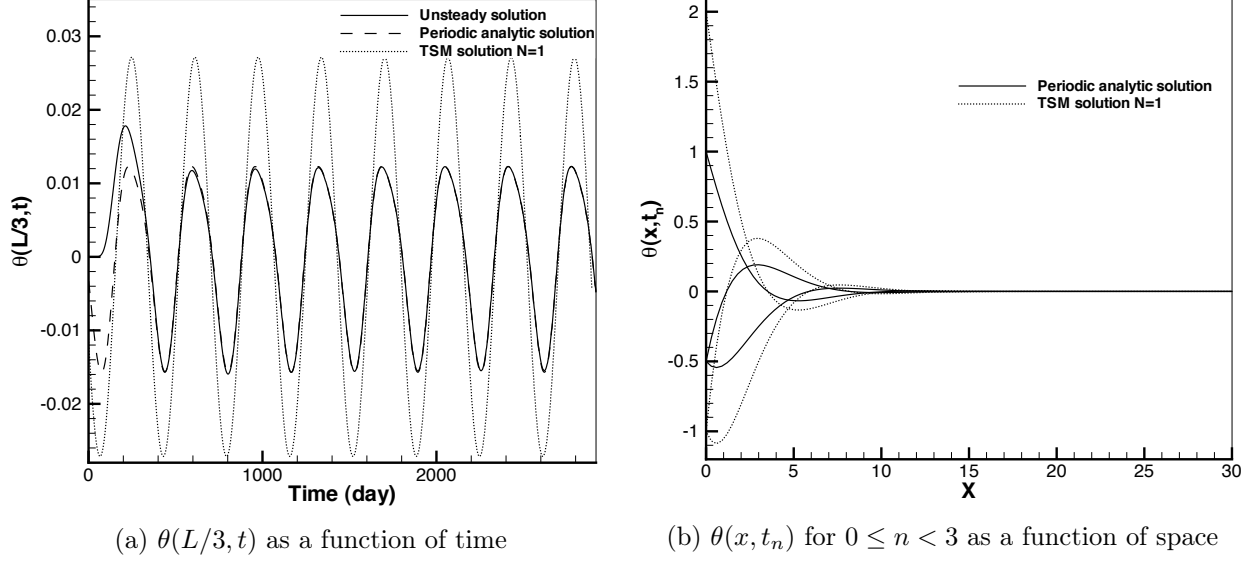 Unsteady solution
Periodic analytic solution
TSM solution N=1
0.03
0.02
0.01
0
-0.01
-0.02
θ(L/3,t)
0
1000
2000
Time (day)
(a) θ(L/3, t) as a function of time
Periodic analytic solution
TSM solution N=1
2
1.5
1
0.5
0
-0.5
-1
θ(x,tₙ)
0
5
10
15
20
25
30
X
(b) θ(x, tₙ) for 0 ≤ n < 3 as a function of space